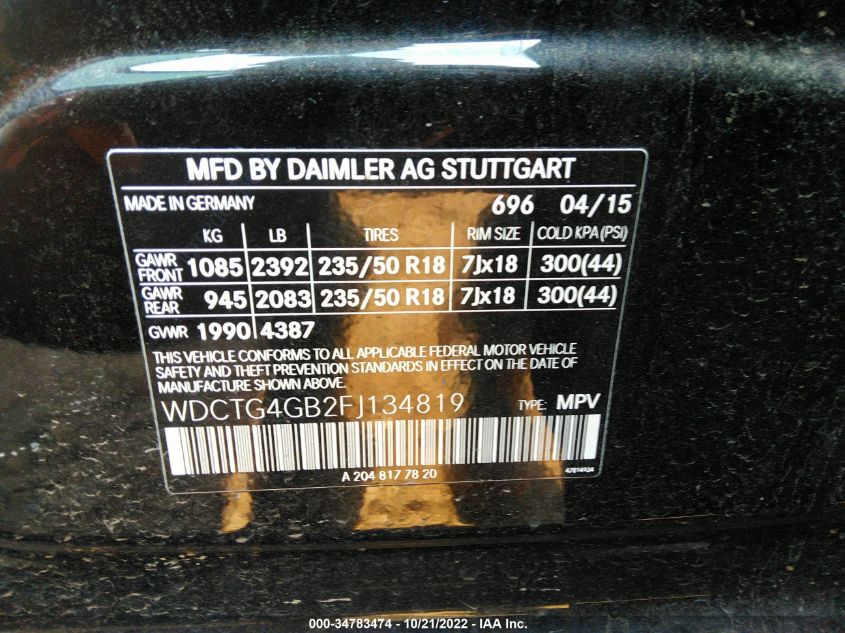 MFD BY DAIMLER AG STUTTGART
MADE IN GERMANY 696 04/15
KG LB TIRES RIM SIZE COLD KPA (PSI)
GAWR FRONT 1085 2392 235/50 R18 7Jx18 300(44)
GAWR REAR 945 2083 235/50 R18 7Jx18 300(44)
GVWR 1990 4387
THIS VEHICLE CONFORMS TO ALL APPLICABLE FEDERAL MOTOR VEHICLE
SAFETY AND THEFT PREVENTION STANDARDS IN EFFECT ON THE DATE OF
MANUFACTURE.
WDCTG4GB2FJ134819 TYPE: MPV
A 204 817 78 20
000-34783474 - 10/21/2022 - IAA Inc.